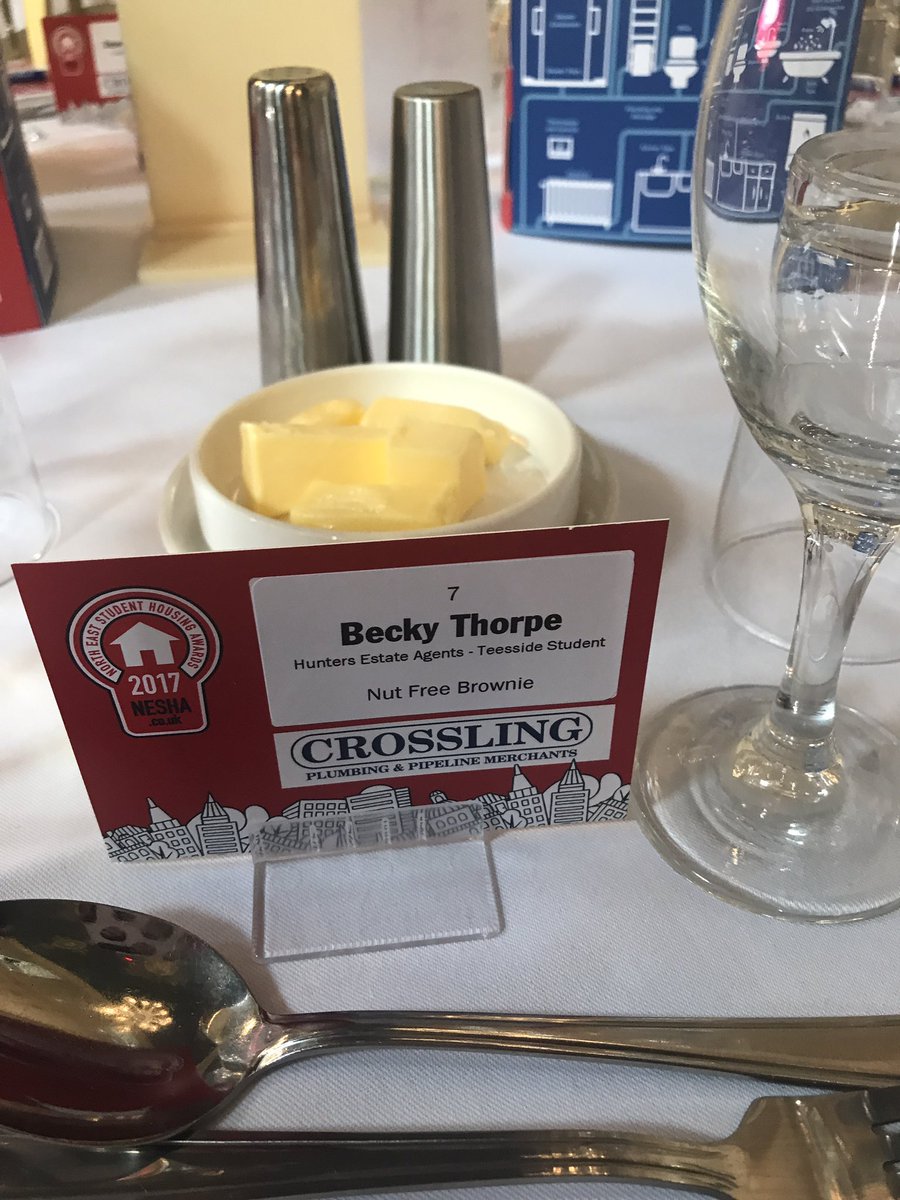 NORTH EAST STUDENT HOUSING AWARDS
2017
NESHA
.co.uk
7
Becky Thorpe
Hunters Estate Agents - Teesside Student
Nut Free Brownie
CROSSLING
PLUMBING & PIPELINE MERCHANTS